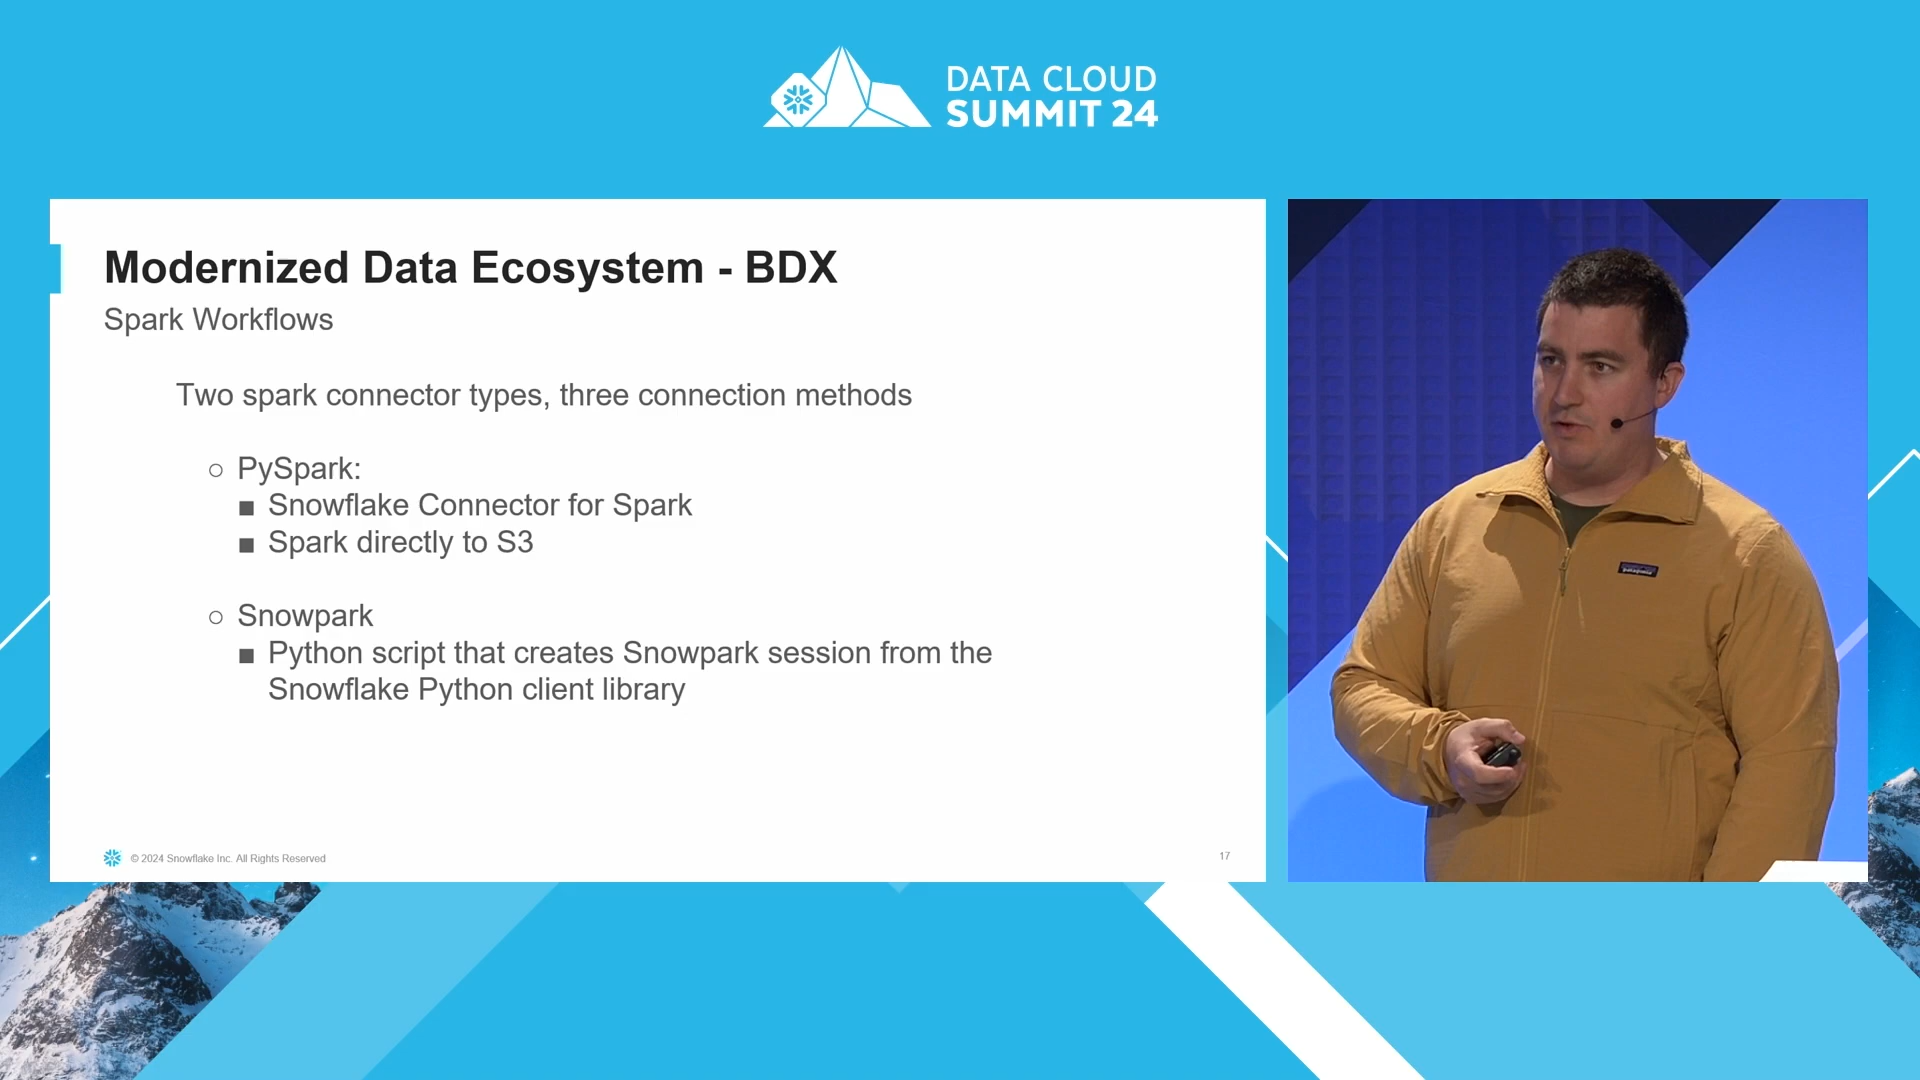 DATA CLOUD
SUMMIT 24
Modernized Data Ecosystem - BDX
Spark Workflows
Two spark connector types, three connection methods
○ PySpark:
■ Snowflake Connector for Spark
■ Spark directly to S3
○ Snowpark
■ Python script that creates Snowpark session from the
Snowflake Python client library
© 2024 Snowflake Inc. All Rights Reserved
17
patagonia